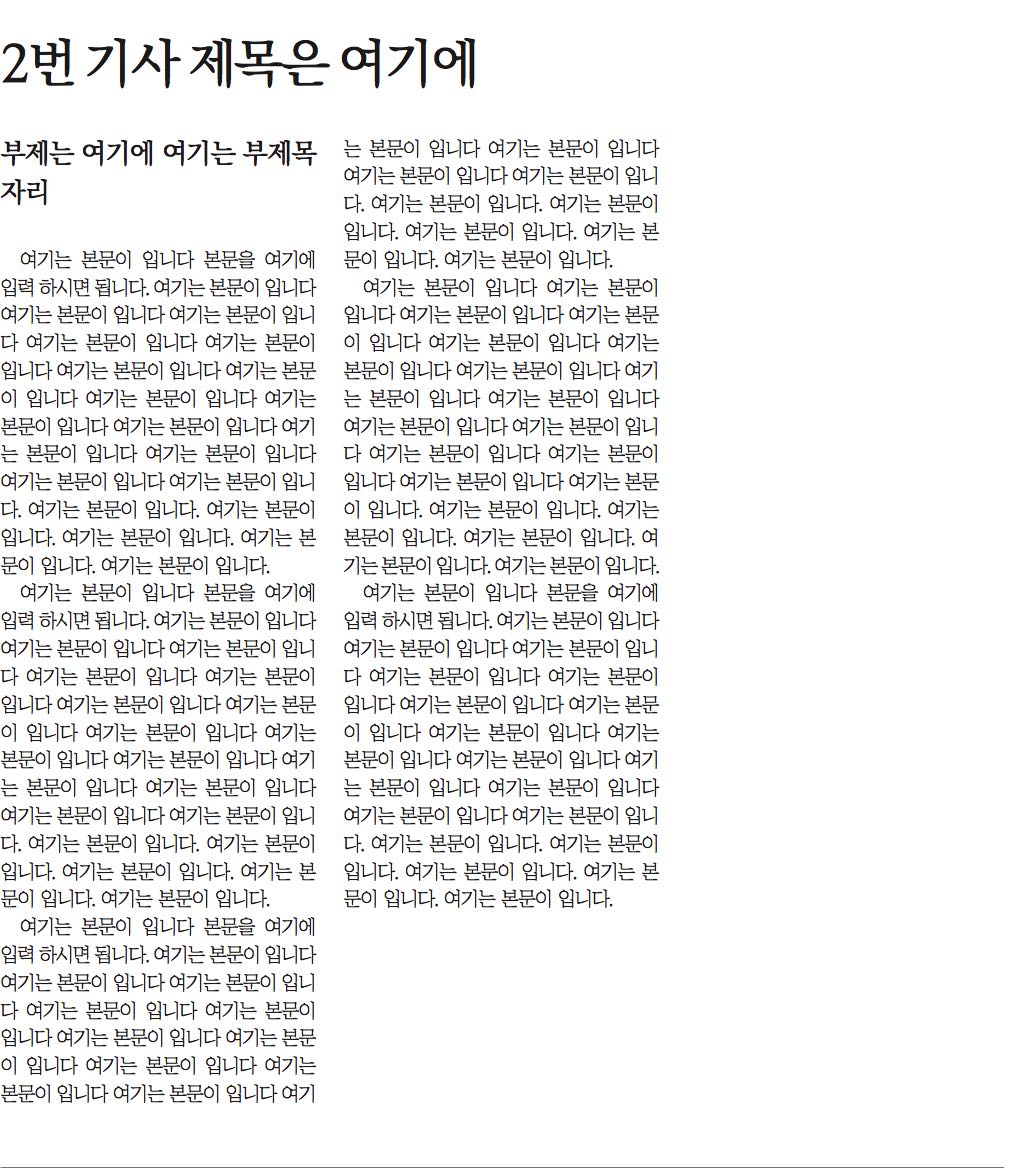 2번 기사 제목은 여기에
부제는 여기에 여기는 부제목
자리
여기는 본문이 입니다 본문을 여기에
입력 하시면 됩니다. 여기는 본문이 입니다
여기는 본문이 입니다 여기는 본문이 입니
다 여기는 본문이 입니다 여기는 본문이
입니다 여기는 본문이 입니다 여기는 본문
이 입니다 여기는 본문이 입니다 여기는
본문이 입니다 여기는 본문이 입니다 여기
는 본문이 입니다 여기는 본문이 입니다
여기는 본문이 입니다 여기는 본문이 입니
다. 여기는 본문이 입니다. 여기는 본문이
입니다. 여기는 본문이 입니다. 여기는 본
문이 입니다. 여기는 본문이 입니다.
여기는 본문이 입니다 본문을 여기에
입력 하시면 됩니다. 여기는 본문이 입니다
여기는 본문이 입니다 여기는 본문이 입니
다 여기는 본문이 입니다 여기는 본문이
입니다 여기는 본문이 입니다 여기는 본문
이 입니다 여기는 본문이 입니다 여기는
본문이 입니다 여기는 본문이 입니다 여기
는 본문이 입니다 여기는 본문이 입니다
여기는 본문이 입니다 여기는 본문이 입니
다. 여기는 본문이 입니다. 여기는 본문이
입니다. 여기는 본문이 입니다. 여기는 본
문이 입니다. 여기는 본문이 입니다.
여기는 본문이 입니다 본문을 여기에
입력 하시면 됩니다. 여기는 본문이 입니다
여기는 본문이 입니다 여기는 본문이 입니
다 여기는 본문이 입니다 여기는 본문이
입니다 여기는 본문이 입니다 여기는 본문
이 입니다 여기는 본문이 입니다 여기는
본문이 입니다 여기는 본문이 입니다 여기
는 본문이 입니다 여기는 본문이 입니다
여기는 본문이 입니다 여기는 본문이 입니
다. 여기는 본문이 입니다. 여기는 본문이
입니다. 여기는 본문이 입니다. 여기는 본
문이 입니다. 여기는 본문이 입니다.
여기는 본문이 입니다 여기는 본문이
입니다 여기는 본문이 입니다 여기는 본문
이 입니다 여기는 본문이 입니다 여기는
본문이 입니다 여기는 본문이 입니다 여기
는 본문이 입니다 여기는 본문이 입니다
여기는 본문이 입니다 여기는 본문이 입니
다 여기는 본문이 입니다 여기는 본문이
입니다 여기는 본문이 입니다 여기는 본문
이 입니다. 여기는 본문이 입니다. 여기는
본문이 입니다. 여기는 본문이 입니다. 여
기는 본문이 입니다. 여기는 본문이 입니다.
여기는 본문이 입니다 본문을 여기에
입력 하시면 됩니다. 여기는 본문이 입니다
여기는 본문이 입니다 여기는 본문이 입니
다 여기는 본문이 입니다 여기는 본문이
입니다 여기는 본문이 입니다 여기는 본문
이 입니다 여기는 본문이 입니다 여기는
본문이 입니다 여기는 본문이 입니다 여기
는 본문이 입니다 여기는 본문이 입니다
여기는 본문이 입니다 여기는 본문이 입니
다. 여기는 본문이 입니다. 여기는 본문이
입니다. 여기는 본문이 입니다. 여기는 본
문이 입니다. 여기는 본문이 입니다.